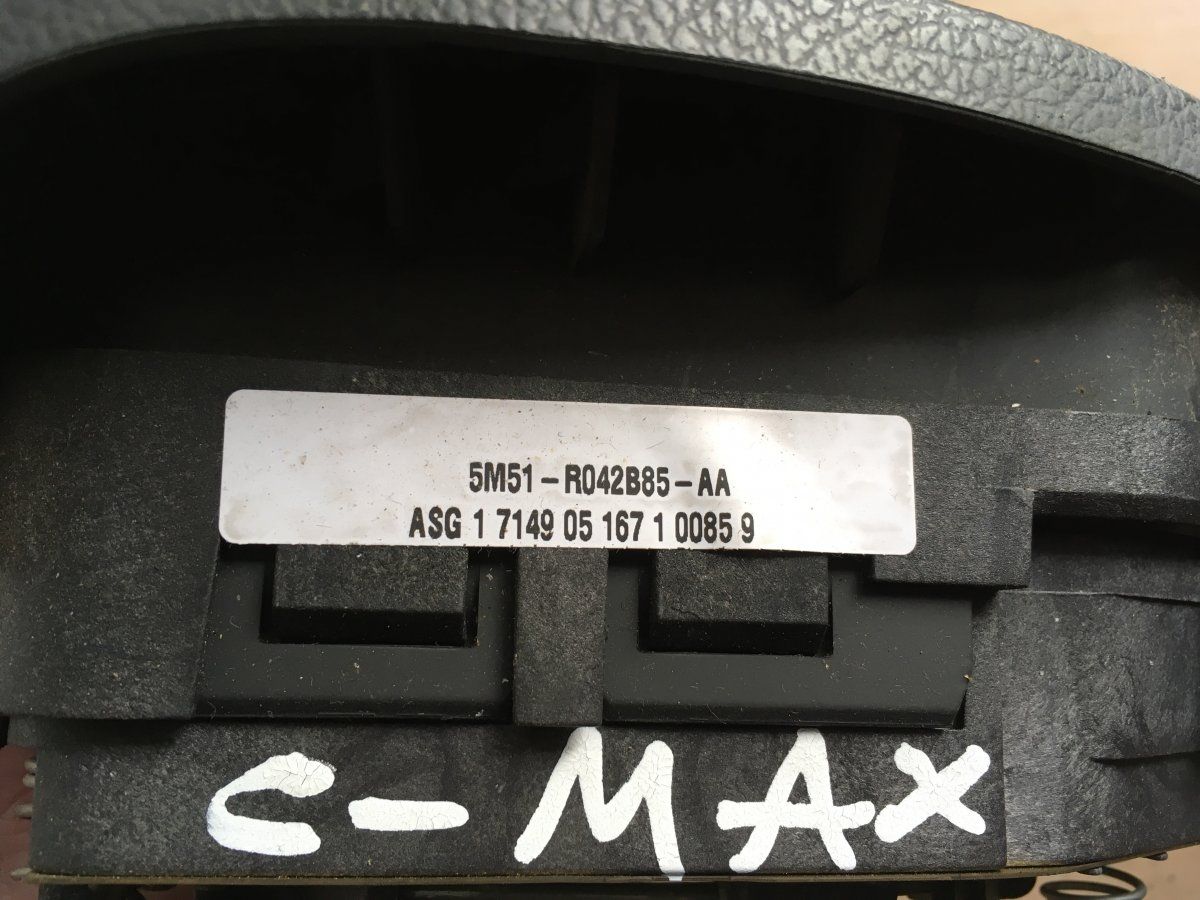 5M51-R042B85-AA
ASG 1 7149 05 167 1 0085 9
C-MAX